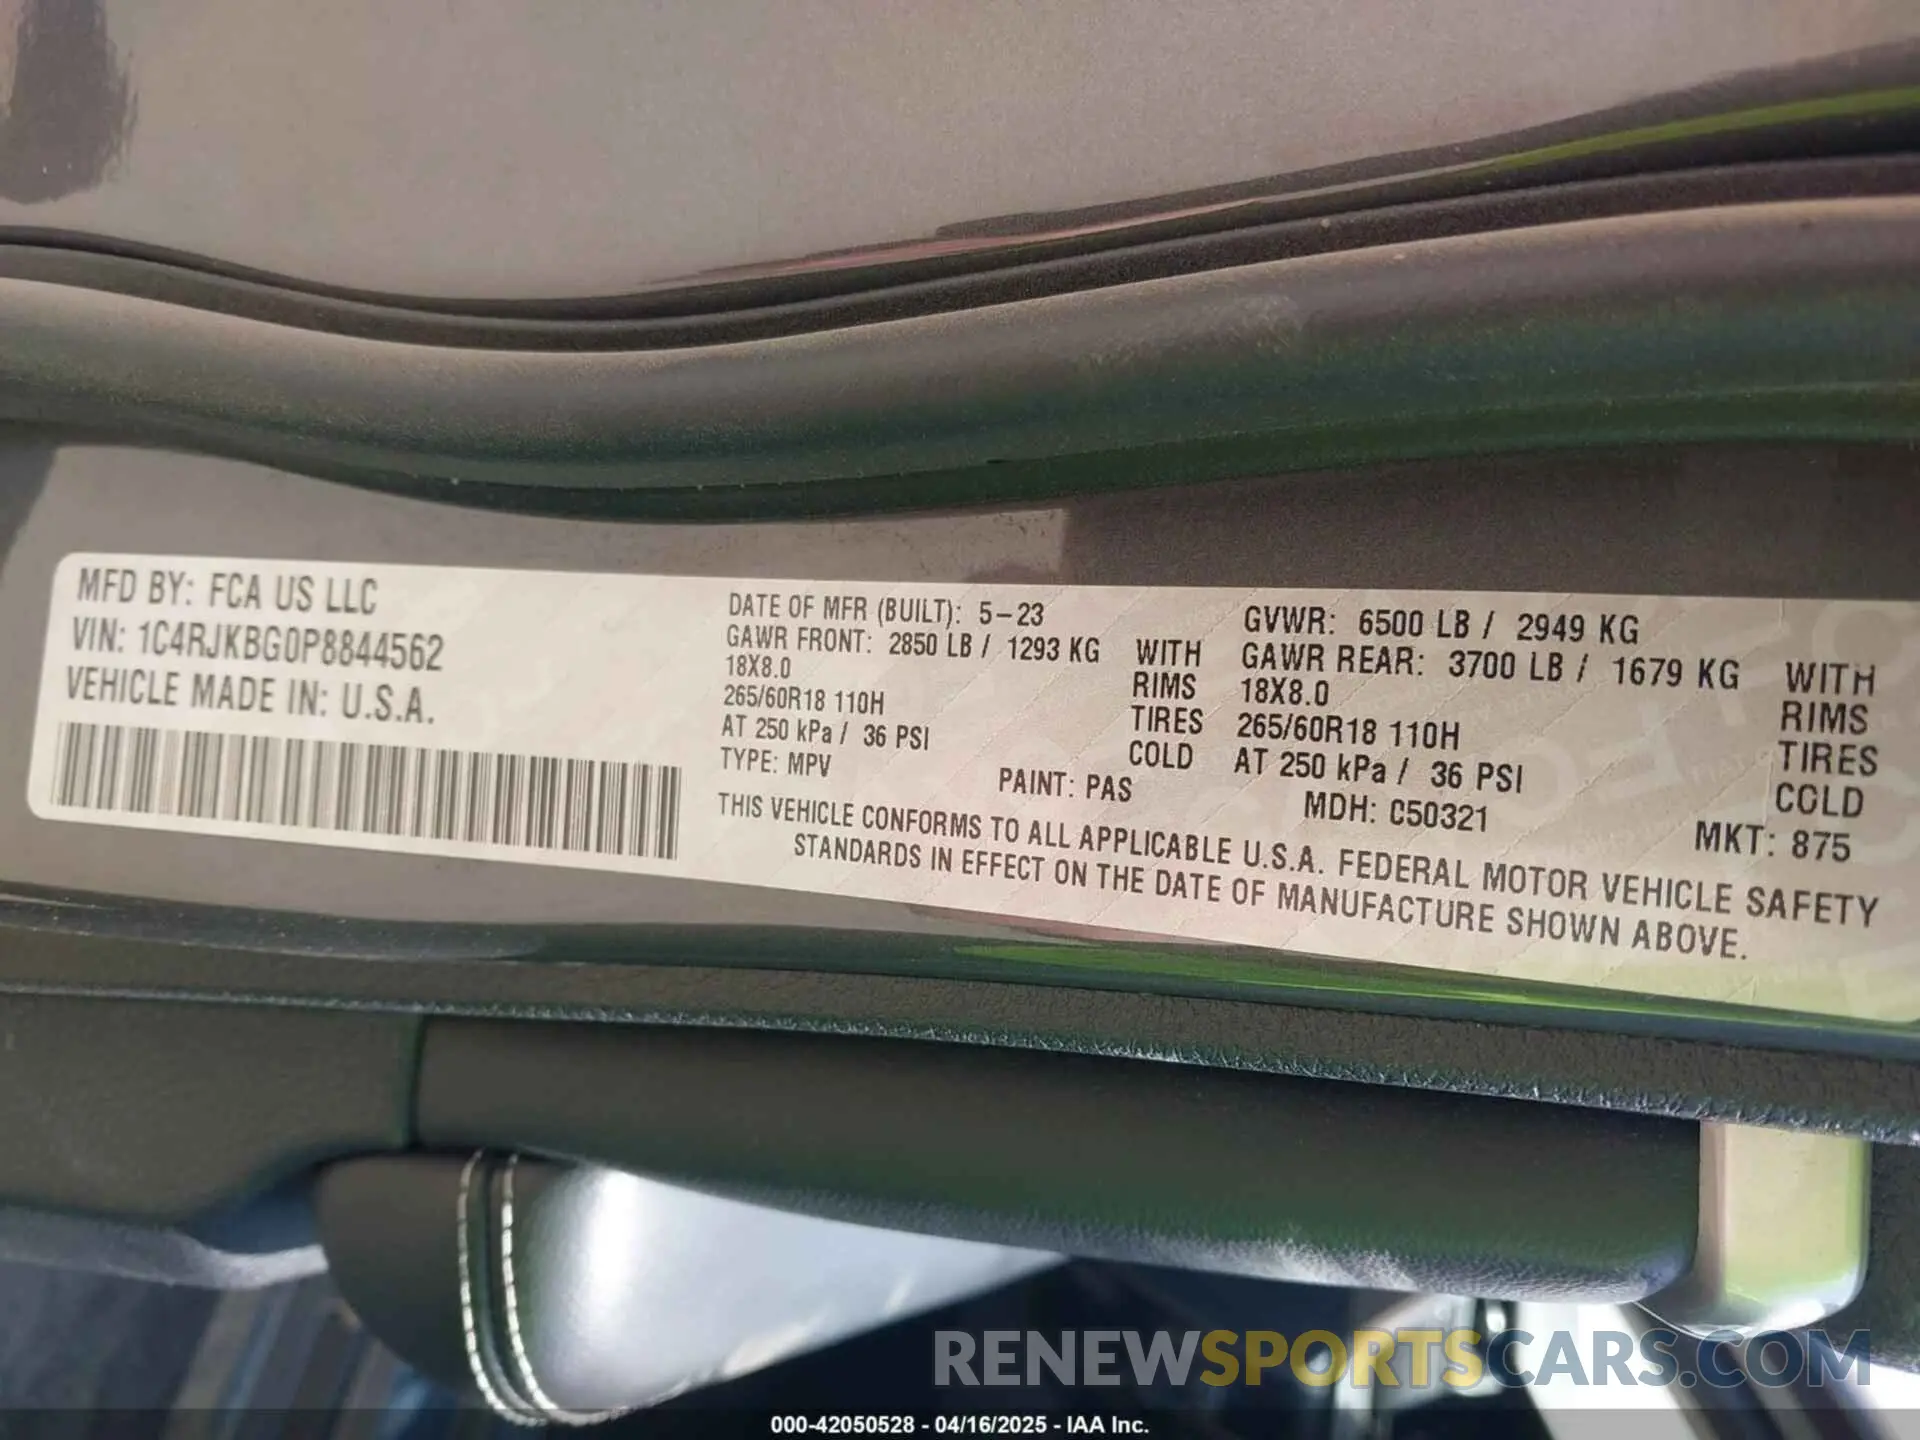 MFD BY: FCA US LLC
VIN: 1C4RJKBG0P8844562
VEHICLE MADE IN: U.S.A.
DATE OF MFR (BUILT): 5-23
GAWR FRONT: 2850 LB / 1293 KG WITH
18X8.0 RIMS
265/60R18 110H TIRES
AT 250 kPa / 36 PSI COLD
TYPE: MPV
PAINT: PAS
GVWR: 6500 LB / 2949 KG
GAWR REAR: 3700 LB / 1679 KG WITH
18X8.0 RIMS
265/60R18 110H TIRES
AT 250 kPa / 36 PSI COLD
MDH: C50321
MKT: 875
THIS VEHICLE CONFORMS TO ALL APPLICABLE U.S.A. FEDERAL MOTOR VEHICLE SAFETY
STANDARDS IN EFFECT ON THE DATE OF MANUFACTURE SHOWN ABOVE.
RENEWSPORTSCARS.COM
000-42050528 - 04/16/2025 - IAA Inc.